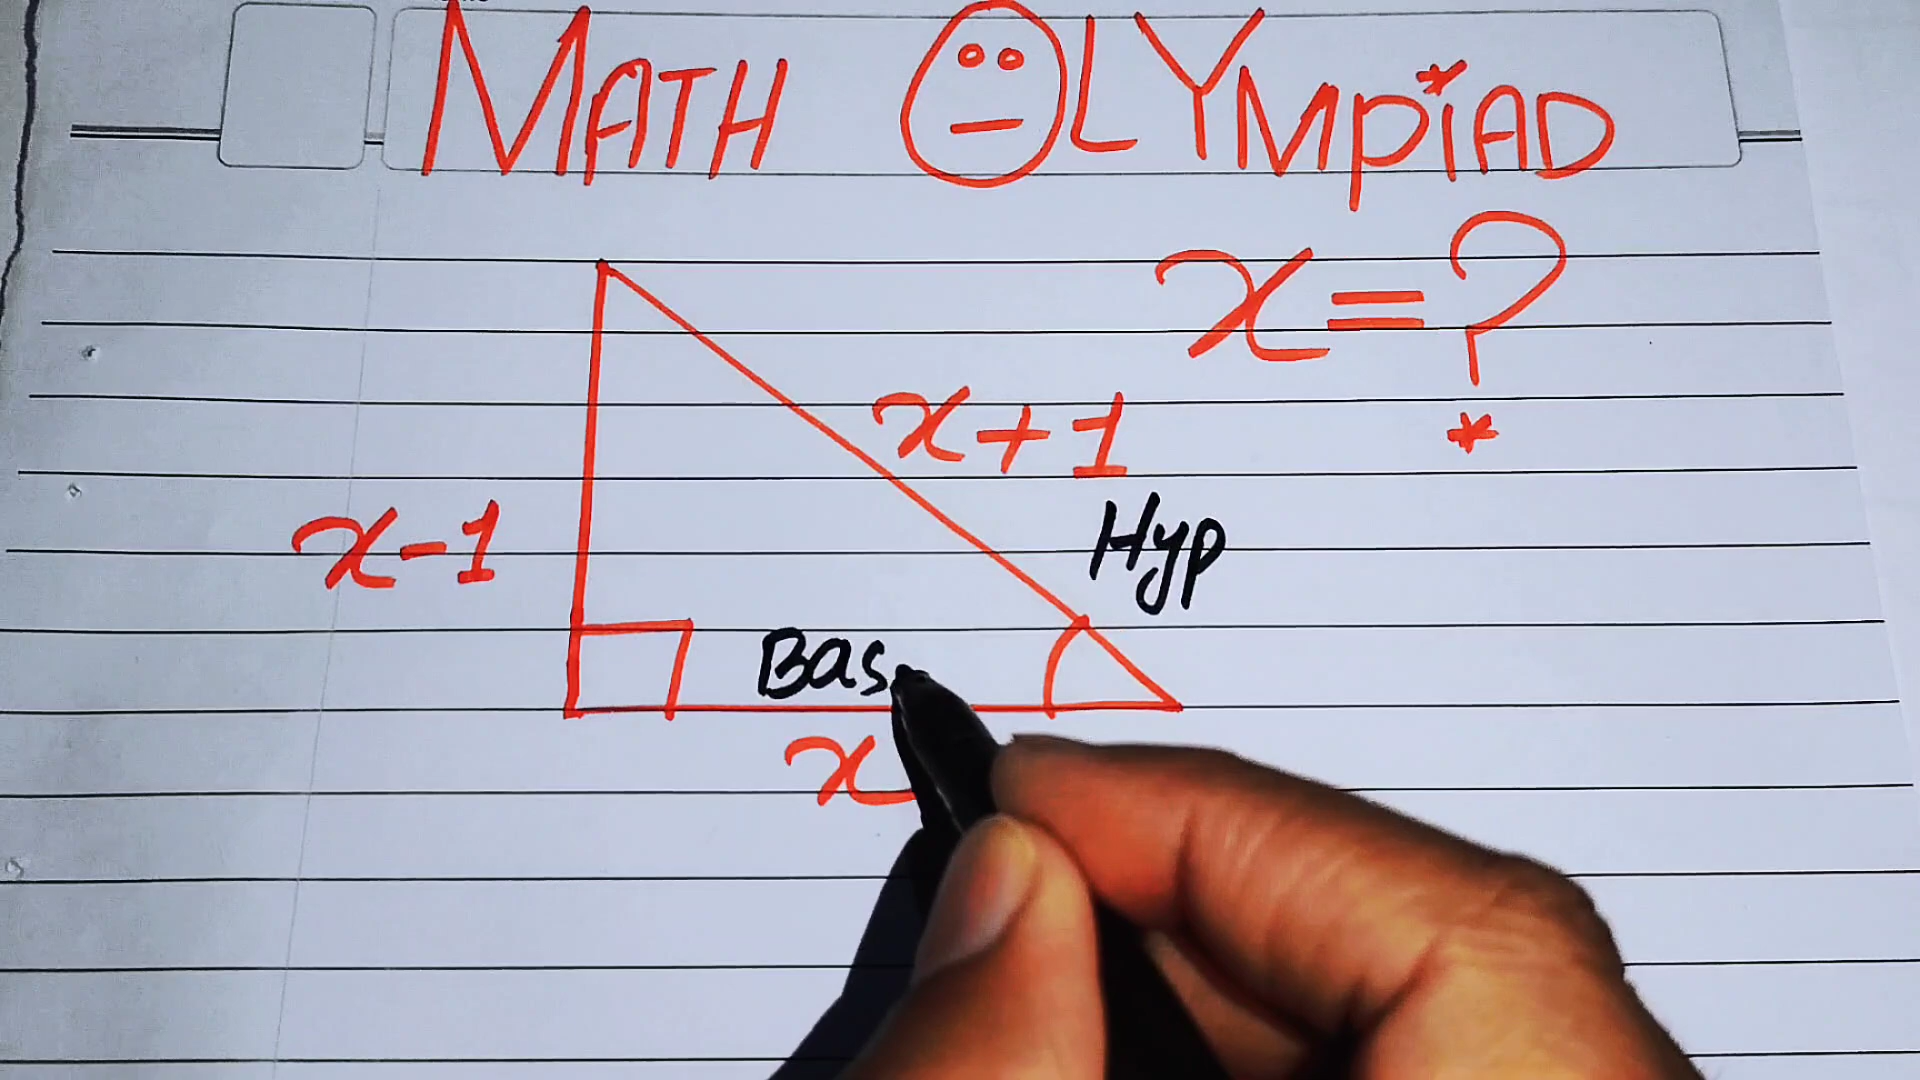 MATH OLYMPiAD
x=?
x+1
x-1
Hyp
Bas
x